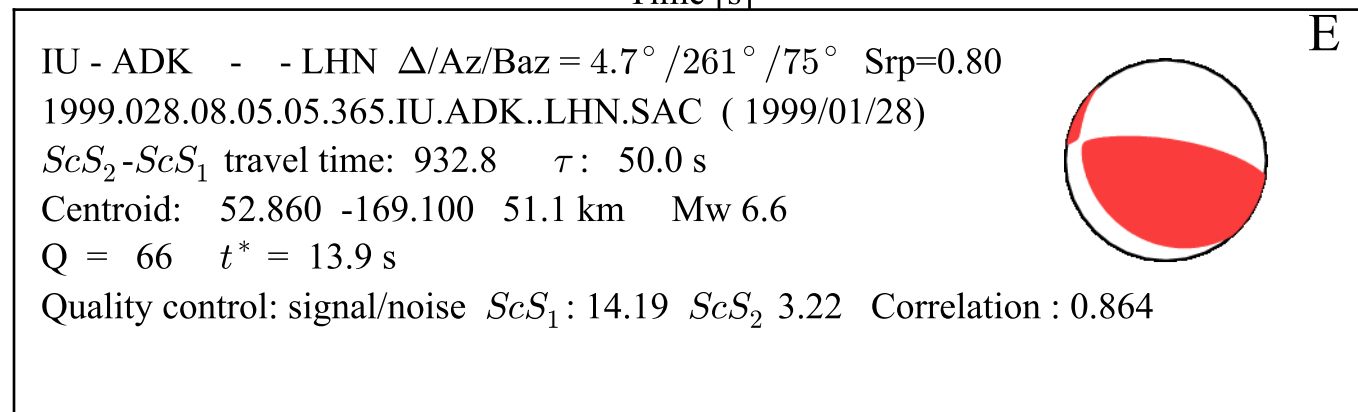 Time [s]
E
IU - ADK - - LHN Δ/Az/Baz = 4.7° /261° /75° Srp=0.80
1999.028.08.05.05.365.IU.ADK..LHN.SAC ( 1999/01/28)
ScS₂-ScS₁ travel time: 932.8 τ : 50.0 s
Centroid: 52.860 -169.100 51.1 km Mw 6.6
Q = 66 t* = 13.9 s
Quality control: signal/noise ScS₁ : 14.19 ScS₂ 3.22 Correlation : 0.864